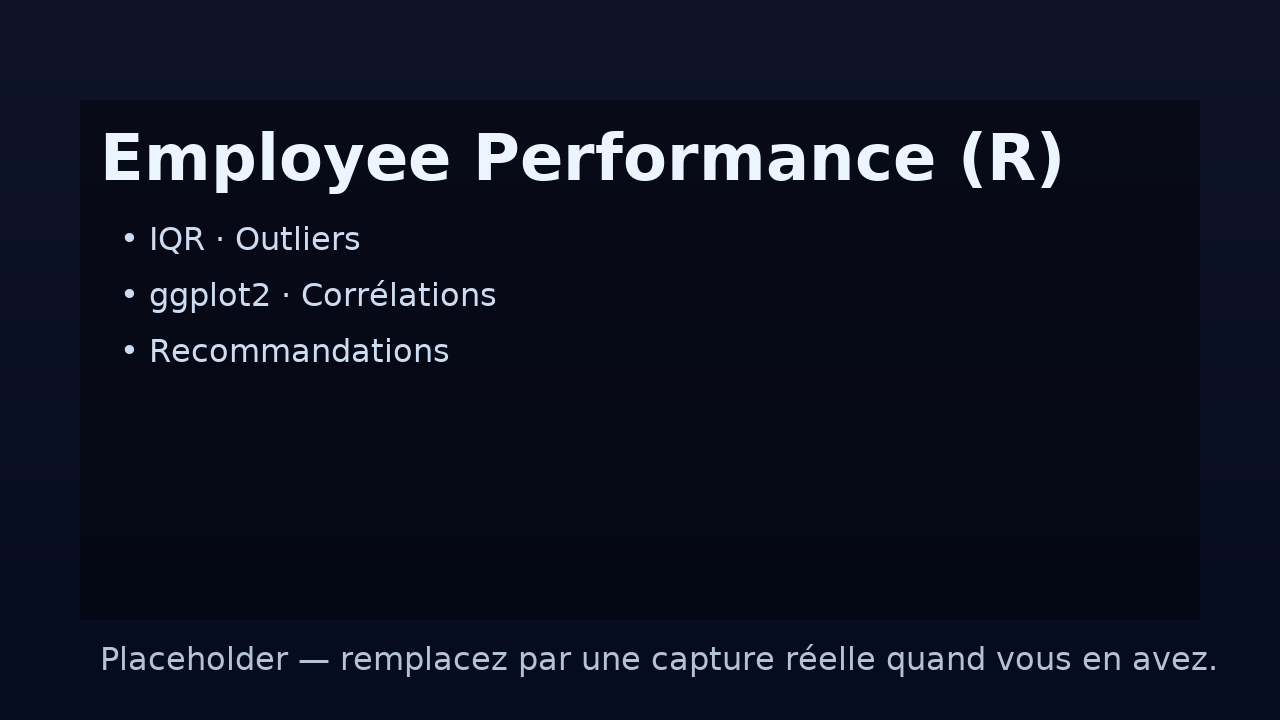 Employee Performance (R)
• IQR · Outliers
• ggplot2 · Corrélations
• Recommandations
Placeholder — remplacez par une capture réelle quand vous en avez.